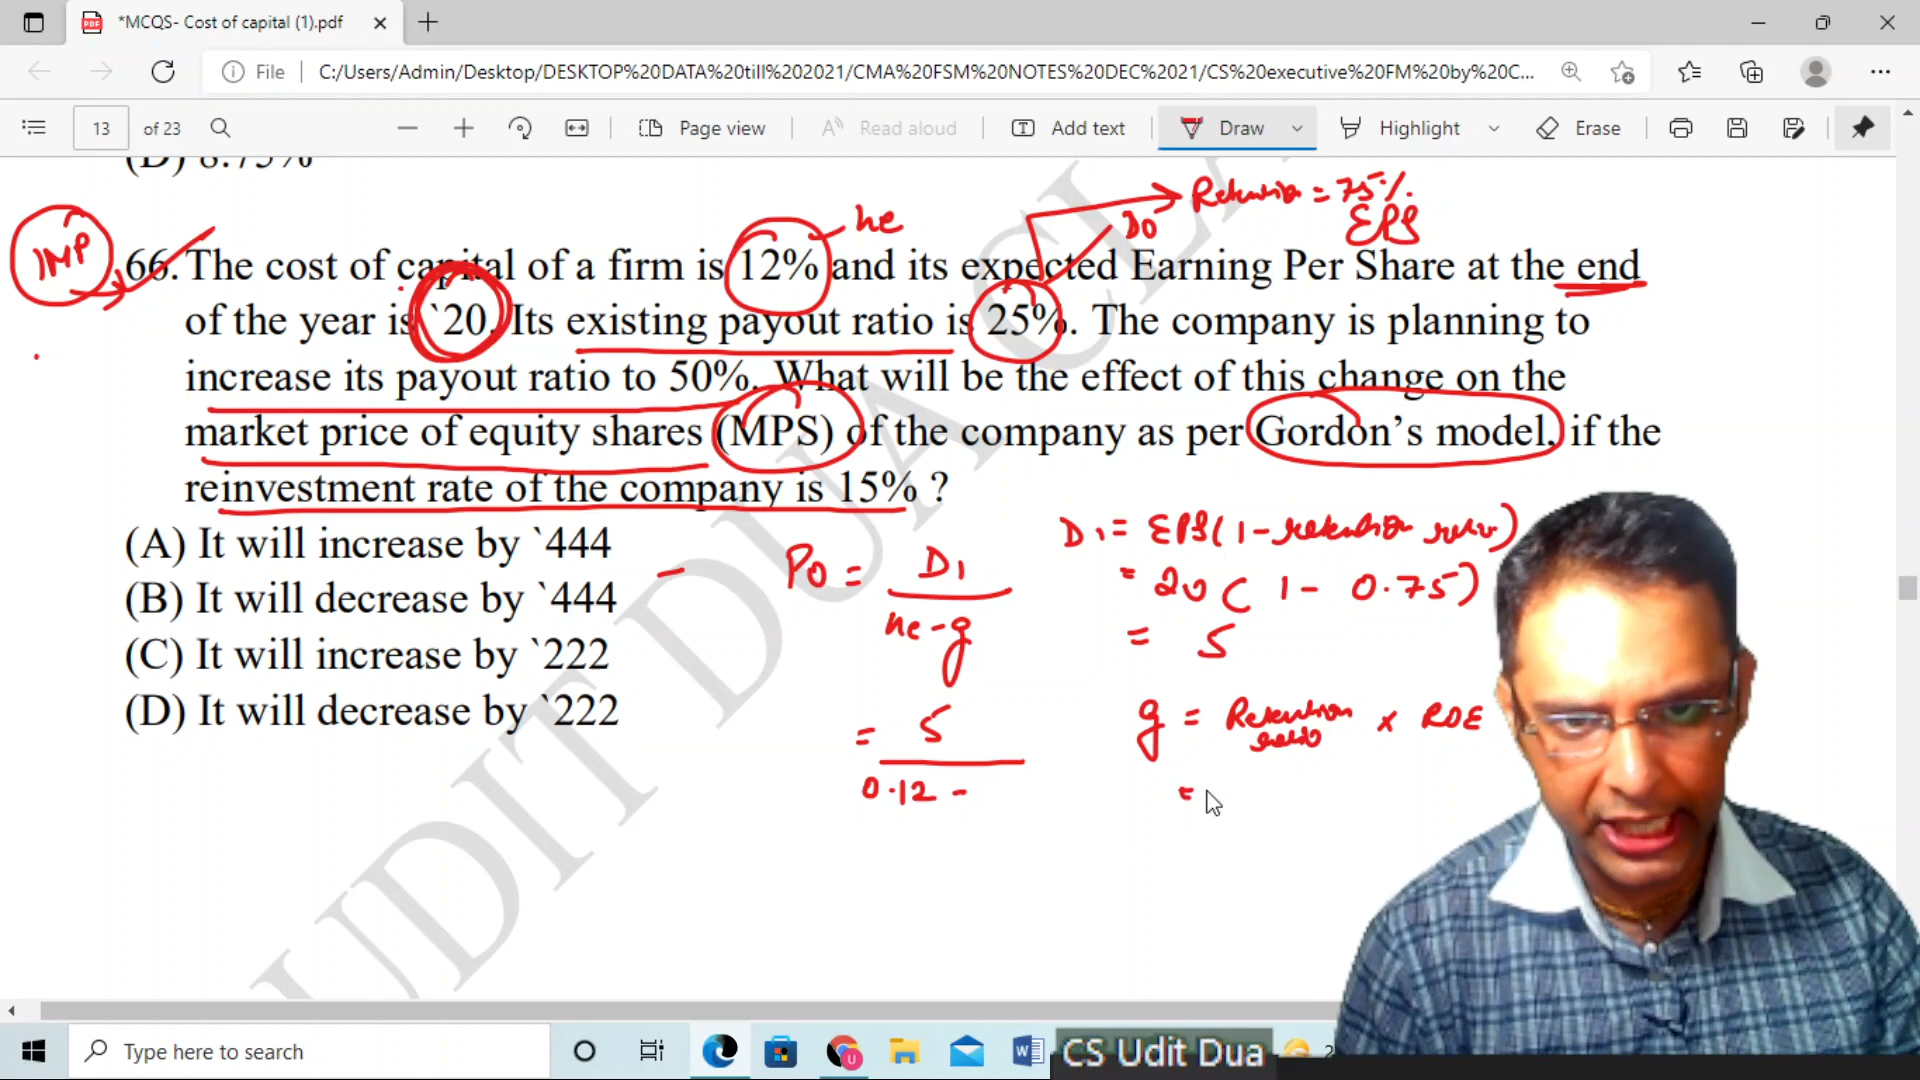 *MCQS- Cost of capital (1).pdf
File C:/Users/Admin/Desktop/DESKTOP%20DATA%20till%202021/CMA%20FSM%20NOTES%20DEC%2021/CS%20executive%20FM%20by%20C...
13 of 23 Page view Read aloud Add text Draw Highlight Erase
(D) 8.75%
Retention = 75%
ke
D0
EPS
IMP
66. The cost of capital of a firm is 12% and its expected Earning Per Share at the end
of the year is `20. Its existing payout ratio is 25%. The company is planning to
increase its payout ratio to 50%. What will be the effect of this change on the
market price of equity shares (MPS) of the company as per Gordon's model, if the
reinvestment rate of the company is 15% ?
(A) It will increase by `444
(B) It will decrease by `444
(C) It will increase by `222
(D) It will decrease by `222
P0 = D1
ke - g
= 5
0.12 -
D1 = EPS( 1 - retention ratio)
= 20 ( 1 - 0.75)
= 5
g = Retention ratio x ROE
=
UDIT DUA
Type here to search
CS Udit Dua
2